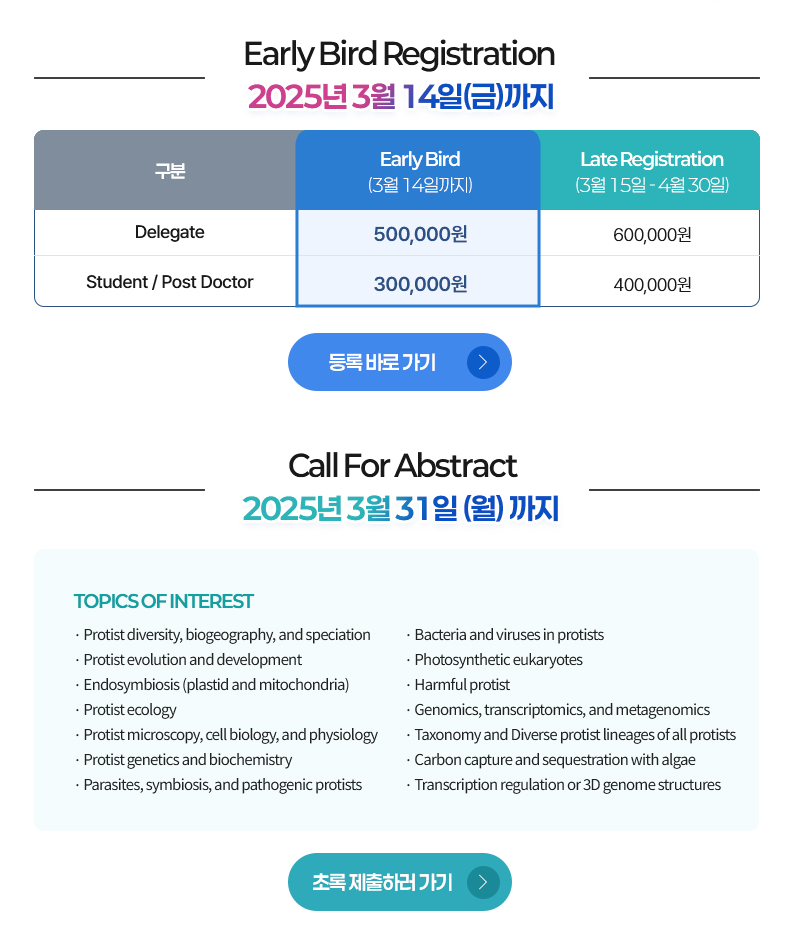 Early Bird Registration
2025년 3월 14일(금)까지
구분
Early Bird
(3월 14일까지)
Late Registration
(3월 15일 - 4월 30일)
Delegate
500,000원
600,000원
Student / Post Doctor
300,000원
400,000원
등록 바로 가기
Call For Abstract
2025년 3월 31일 (월) 까지
TOPICS OF INTEREST
· Protist diversity, biogeography, and speciation
· Protist evolution and development
· Endosymbiosis (plastid and mitochondria)
· Protist ecology
· Protist microscopy, cell biology, and physiology
· Protist genetics and biochemistry
· Parasites, symbiosis, and pathogenic protists
· Bacteria and viruses in protists
· Photosynthetic eukaryotes
· Harmful protist
· Genomics, transcriptomics, and metagenomics
· Taxonomy and Diverse protist lineages of all protists
· Carbon capture and sequestration with algae
· Transcription regulation or 3D genome structures
초록 제출하러 가기